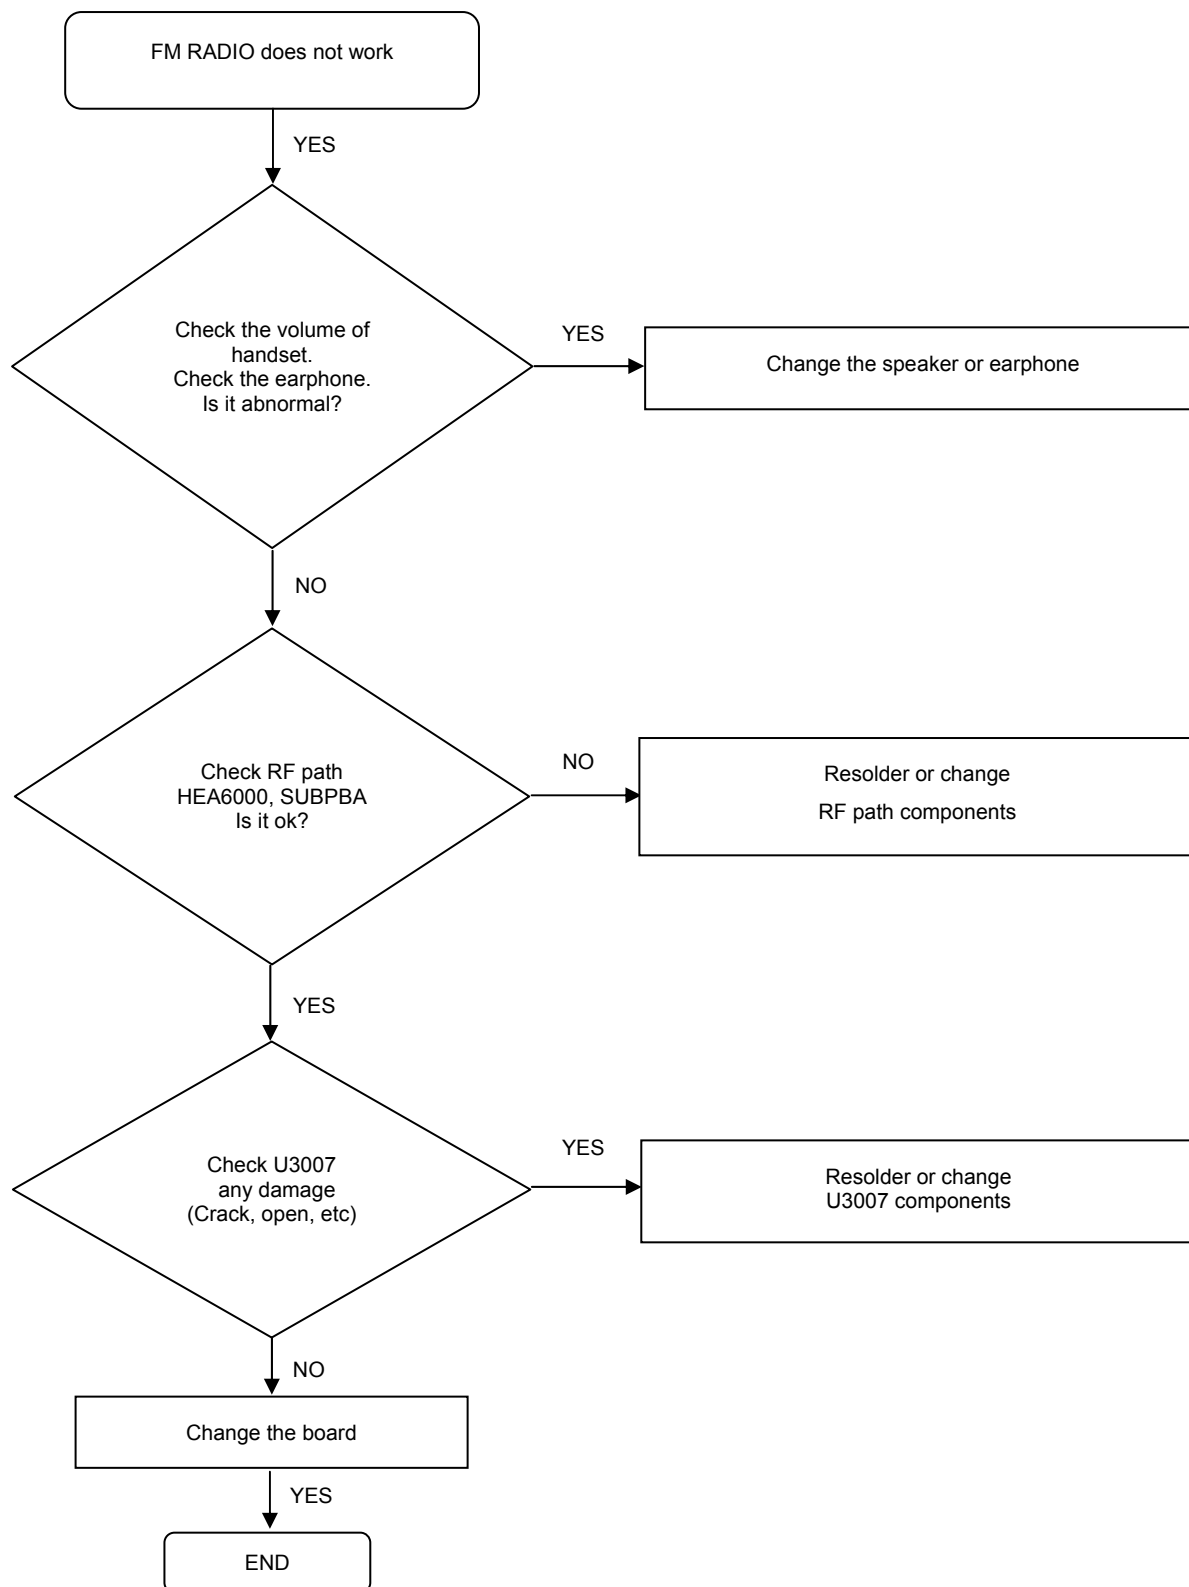 FM RADIO does not work
YES
Check the volume of
handset.
Check the earphone.
Is it abnormal?
YES
Change the speaker or earphone
NO
Check RF path
HEA6000, SUBPBA
Is it ok?
NO
Resolder or change
RF path components
YES
Check U3007
any damage
(Crack, open, etc)
YES
Resolder or change
U3007 components
NO
Change the board
YES
END